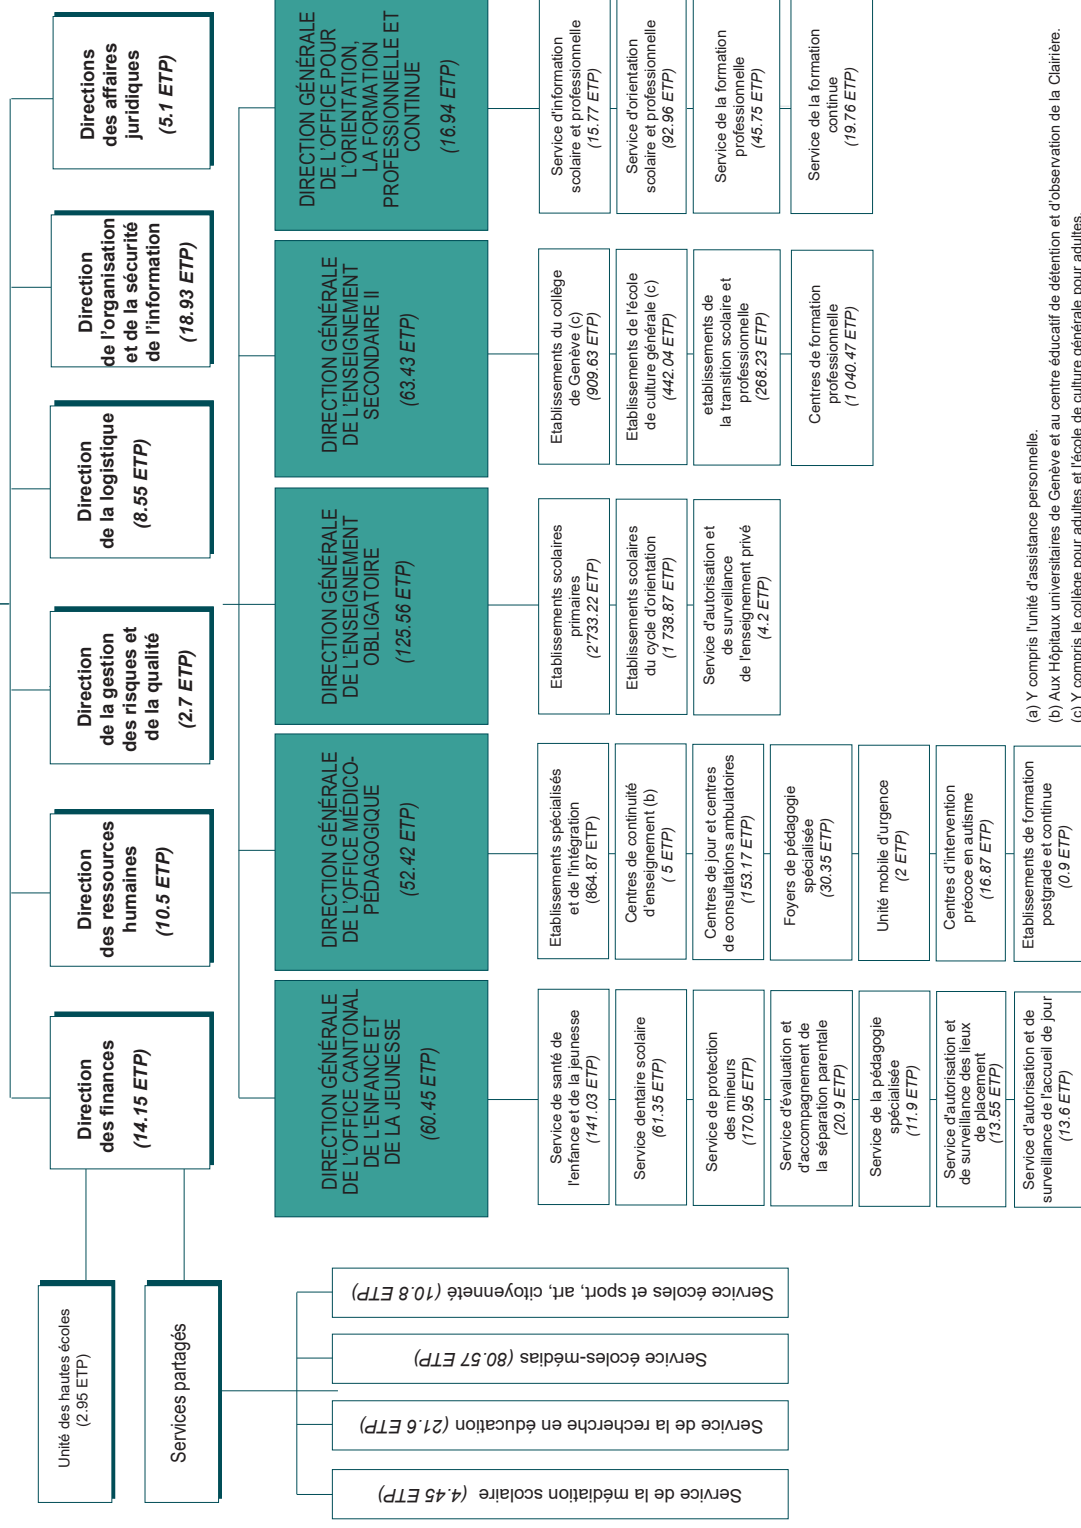 Unité des hautes écoles
(2.95 ETP)
Services partagés
Service de la médiation scolaire (4.45 ETP)
Service de la recherche en éducation (21.6 ETP)
Service écoles-médias (80.57 ETP)
Service écoles et sport, art, citoyenneté (10.8 ETP)
Direction
des finances
(14.15 ETP)
Direction
des ressources
humaines
(10.5 ETP)
Direction
de la gestion
des risques et
de la qualité
(2.7 ETP)
Direction
de la logistique
(8.55 ETP)
Direction
de l'organisation
et de la sécurité
de l'information
(18.93 ETP)
Directions
des affaires
juridiques
(5.1 ETP)
DIRECTION GÉNÉRALE
DE L'OFFICE CANTONAL
DE L'ENFANCE ET
DE LA JEUNESSE
(60.45 ETP)
Service de santé de
l'enfance et de la jeunesse
(141.03 ETP)
Service dentaire scolaire
(61.35 ETP)
Service de protection
des mineurs
(170.95 ETP)
Service d'évaluation et
d'accompagnement de
la séparation parentale
(20.9 ETP)
Service de la pédagogie
spécialisée
(11.9 ETP)
Service d'autorisation et
de surveillance des lieux
de placement
(13.55 ETP)
Service d'autorisation et de
surveillance de l'accueil de jour
(13.6 ETP)
DIRECTION GÉNÉRALE
DE L'OFFICE MÉDICO-
PÉDAGOGIQUE
(52.42 ETP)
Etablissements spécialisés
et de l'intégration
(864.87 ETP)
Centres de continuité
d'enseignement (b)
( 5 ETP)
Centres de jour et centres
de consultations ambulatoires
(153.17 ETP)
Foyers de pédagogie
spécialisée
(30.35 ETP)
Unité mobile d'urgence
(2 ETP)
Centres d'intervention
précoce en autisme
(16.87 ETP)
Etablissements de formation
postgrade et continue
(0.9 ETP)
DIRECTION GÉNÉRALE
DE L'ENSEIGNEMENT
OBLIGATOIRE
(125.56 ETP)
Etablissements scolaires
primaires
(2'733.22 ETP)
Etablissements scolaires
du cycle d'orientation
(1 738.87 ETP)
Service d'autorisation et
de surveillance
de l'enseignement privé
(4.2 ETP)
DIRECTION GÉNÉRALE
DE L'ENSEIGNEMENT
SECONDAIRE II
(63.43 ETP)
Etablissements du collège
de Genève (c)
(909.63 ETP)
Etablissements de l'école
de culture générale (c)
(442.04 ETP)
etablissements de
la transition scolaire et
professionnelle
(268.23 ETP)
Centres de formation
professionnelle
(1 040.47 ETP)
DIRECTION GÉNÉRALE
DE L'OFFICE POUR
L'ORIENTATION,
LA FORMATION
PROFESSIONNELLE ET
CONTINUE
(16.94 ETP)
Service d'information
scolaire et professionnelle
(15.77 ETP)
Service d'orientation
scolaire et professionnelle
(92.96 ETP)
Service de la formation
professionnelle
(45.75 ETP)
Service de la formation
continue
(19.76 ETP)
(a) Y compris l'unité d'assistance personnelle.
(b) Aux Hôpitaux universitaires de Genève et au centre éducatif de détention et d'observation de la Clairière.
(c) Y compris le collège pour adultes et l'école de culture générale pour adultes.